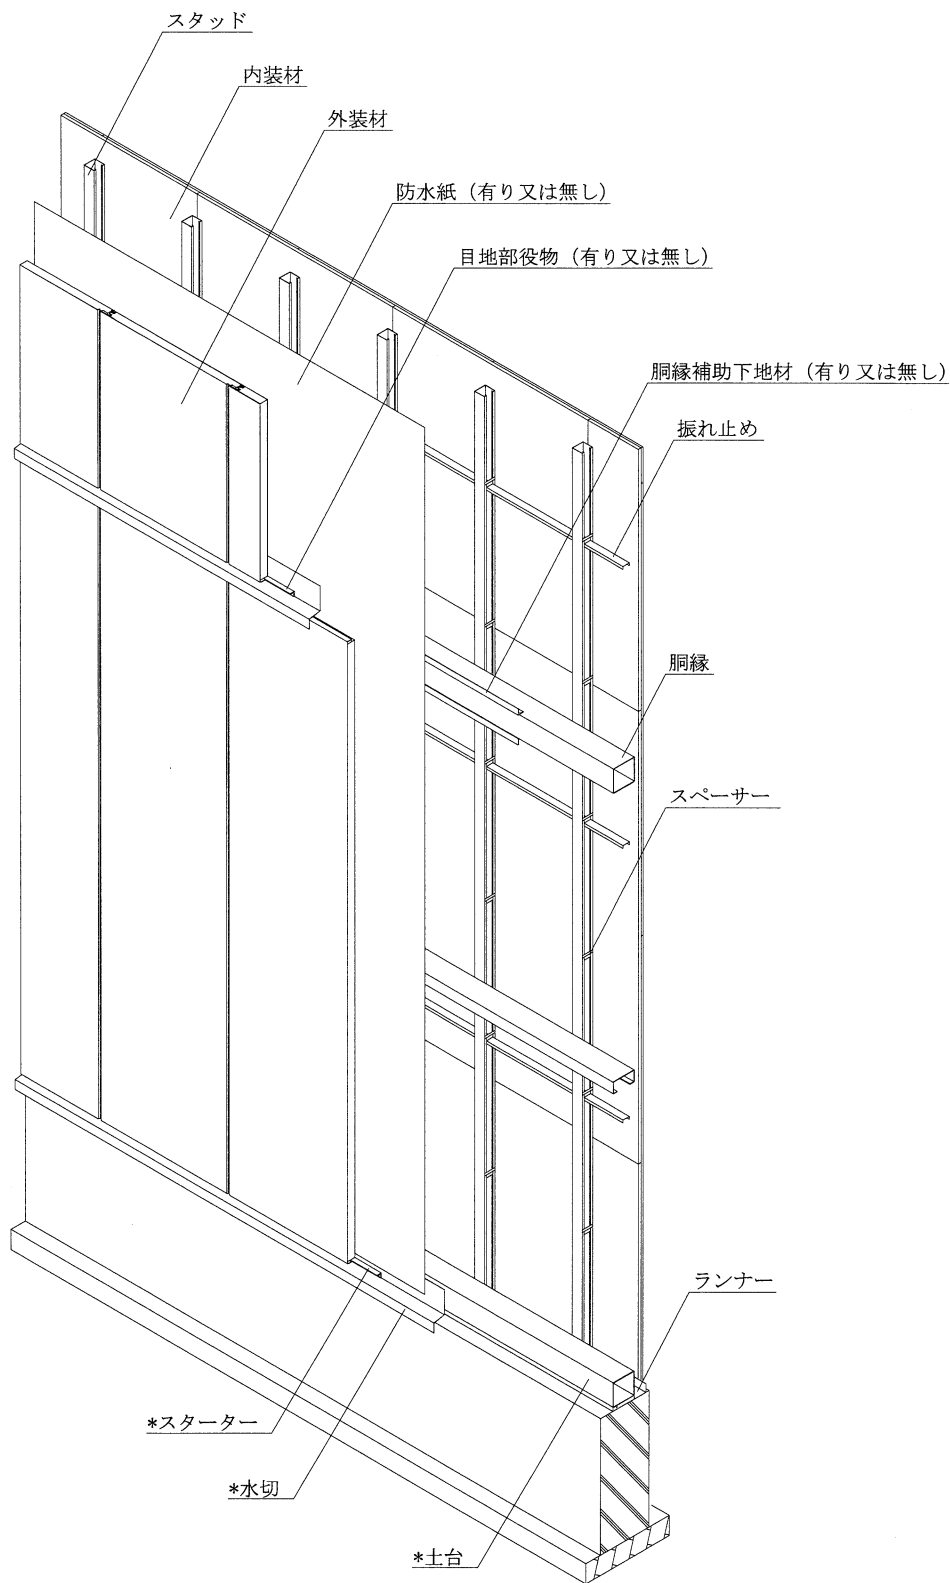 スタッド
内装材
外装材
防水紙（有り又は無し）
目地部役物（有り又は無し）
胴縁補助下地材（有り又は無し）
振れ止め
胴縁
スペーサー
ランナー
*スターター
*水切
*土台